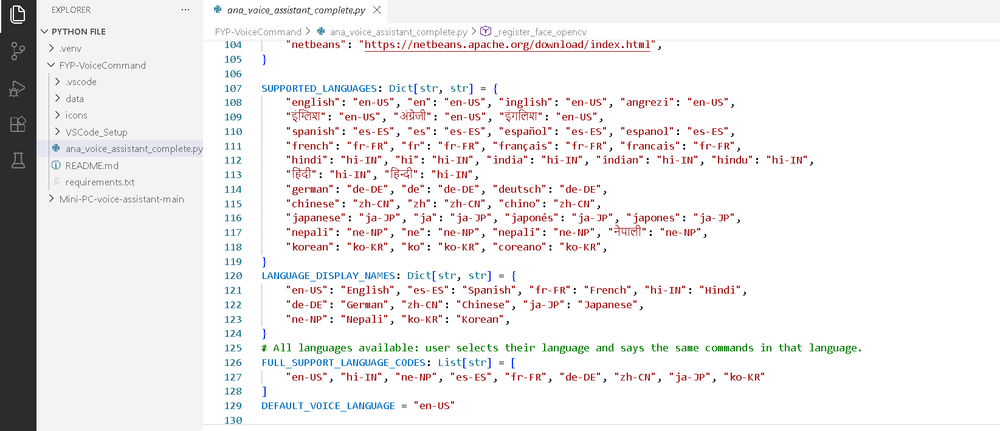 EXPLORER
PYTHON FILE
.venv
FYP-VoiceCommand
.vscode
data
icons
VSCode_Setup
ana_voice_assistant_complete.py
README.md
requirements.txt
Mini-PC-voice-assistant-main
ana_voice_assistant_complete.py
FYP-VoiceCommand > ana_voice_assistant_complete.py > _register_face_opencv
104 "netbeans": "https://netbeans.apache.org/download/index.html",
105 }
106
107 SUPPORTED_LANGUAGES: Dict[str, str] = {
108 "english": "en-US", "en": "en-US", "inglish": "en-US", "angrezi": "en-US",
109 "इंग्लिश": "en-US", "अंग्रेजी": "en-US", "इंगलिश": "en-US",
110 "spanish": "es-ES", "es": "es-ES", "español": "es-ES", "espanol": "es-ES",
111 "french": "fr-FR", "fr": "fr-FR", "français": "fr-FR", "francais": "fr-FR",
112 "hindi": "hi-IN", "hi": "hi-IN", "india": "hi-IN", "indian": "hi-IN", "hindu": "hi-IN",
113 "हिंदी": "hi-IN", "हिन्दी": "hi-IN",
114 "german": "de-DE", "de": "de-DE", "deutsch": "de-DE",
115 "chinese": "zh-CN", "zh": "zh-CN", "chino": "zh-CN",
116 "japanese": "ja-JP", "ja": "ja-JP", "japonés": "ja-JP", "japones": "ja-JP",
117 "nepali": "ne-NP", "ne": "ne-NP", "nepalí": "ne-NP", "नेपाली": "ne-NP",
118 "korean": "ko-KR", "ko": "ko-KR", "coreano": "ko-KR",
119 }
120 LANGUAGE_DISPLAY_NAMES: Dict[str, str] = {
121 "en-US": "English", "es-ES": "Spanish", "fr-FR": "French", "hi-IN": "Hindi",
122 "de-DE": "German", "zh-CN": "Chinese", "ja-JP": "Japanese",
123 "ne-NP": "Nepali", "ko-KR": "Korean",
124 }
125 # All languages available: user selects their language and says the same commands in that language.
126 FULL_SUPPORT_LANGUAGE_CODES: List[str] = [
127 "en-US", "hi-IN", "ne-NP", "es-ES", "fr-FR", "de-DE", "zh-CN", "ja-JP", "ko-KR"
128 ]
129 DEFAULT_VOICE_LANGUAGE = "en-US"
130